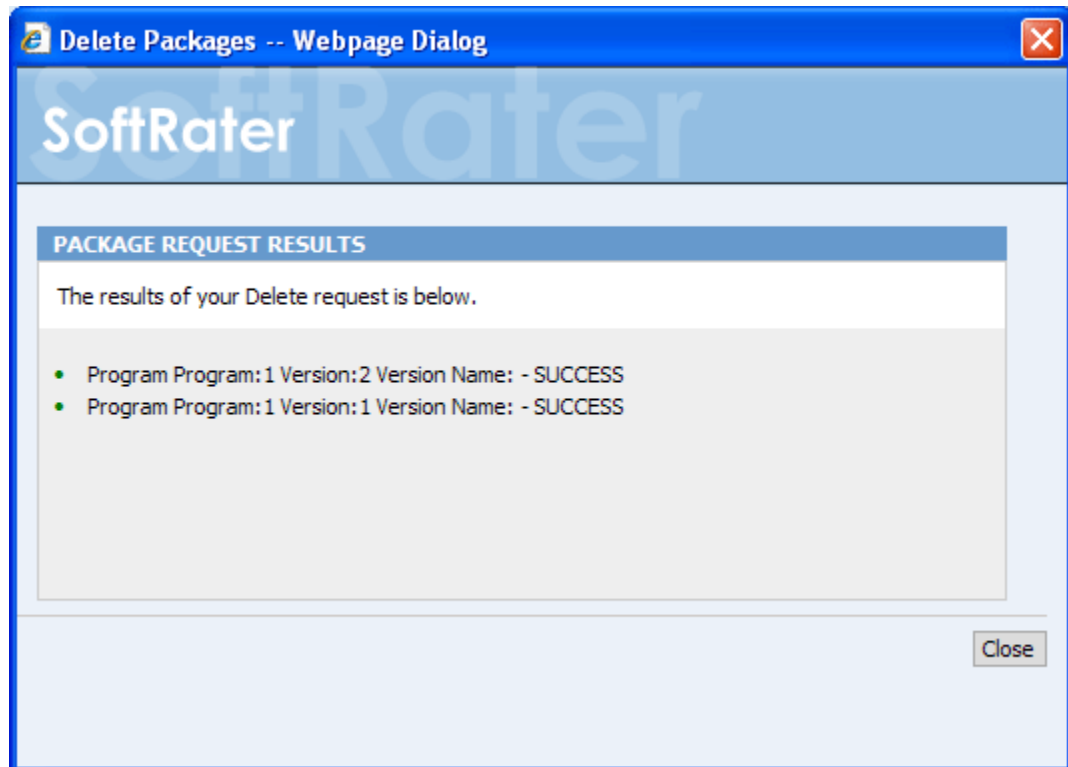 Delete Packages -- Webpage Dialog
SoftRater
SoftRater
PACKAGE REQUEST RESULTS
The results of your Delete request is below.
• Program Program:1 Version:2 Version Name: - SUCCESS
• Program Program:1 Version:1 Version Name: - SUCCESS
Close